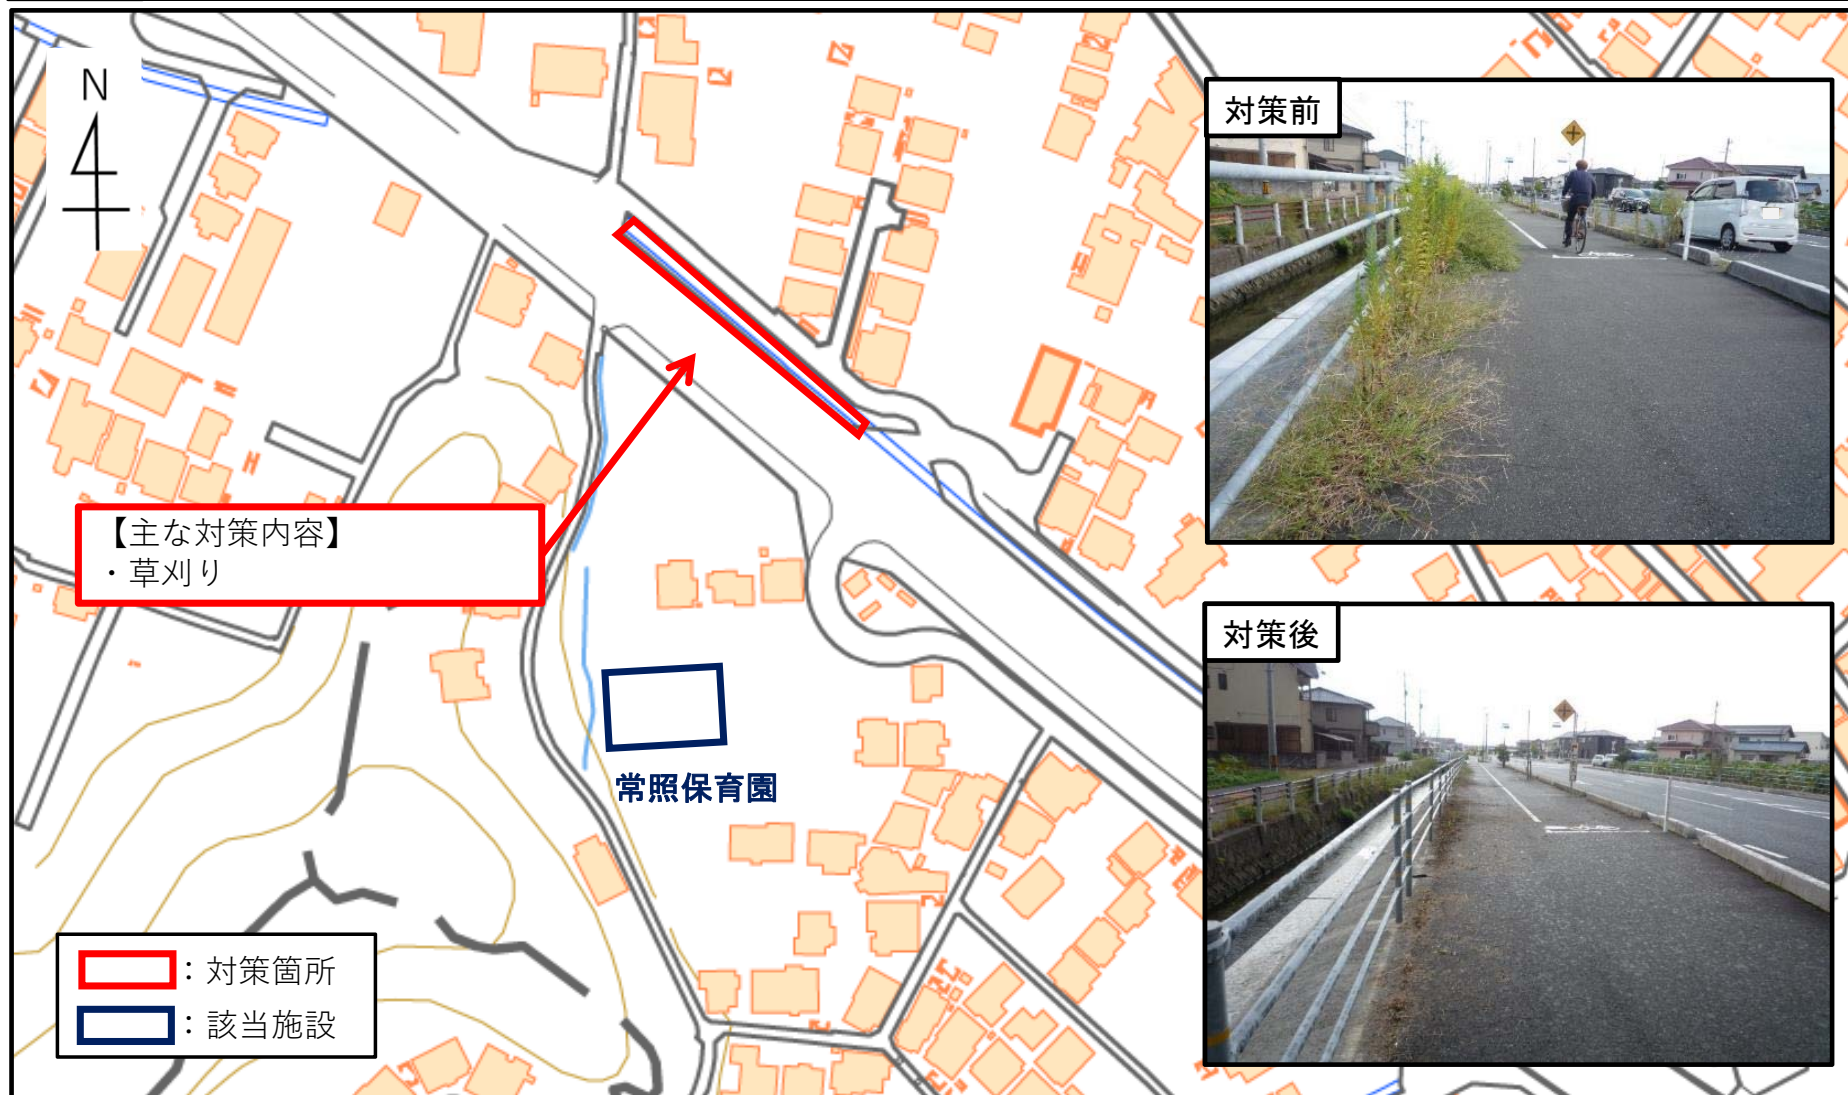 N
対策前
【主な対策内容】
・草刈り
対策後
常照保育園
：対策箇所
：該当施設